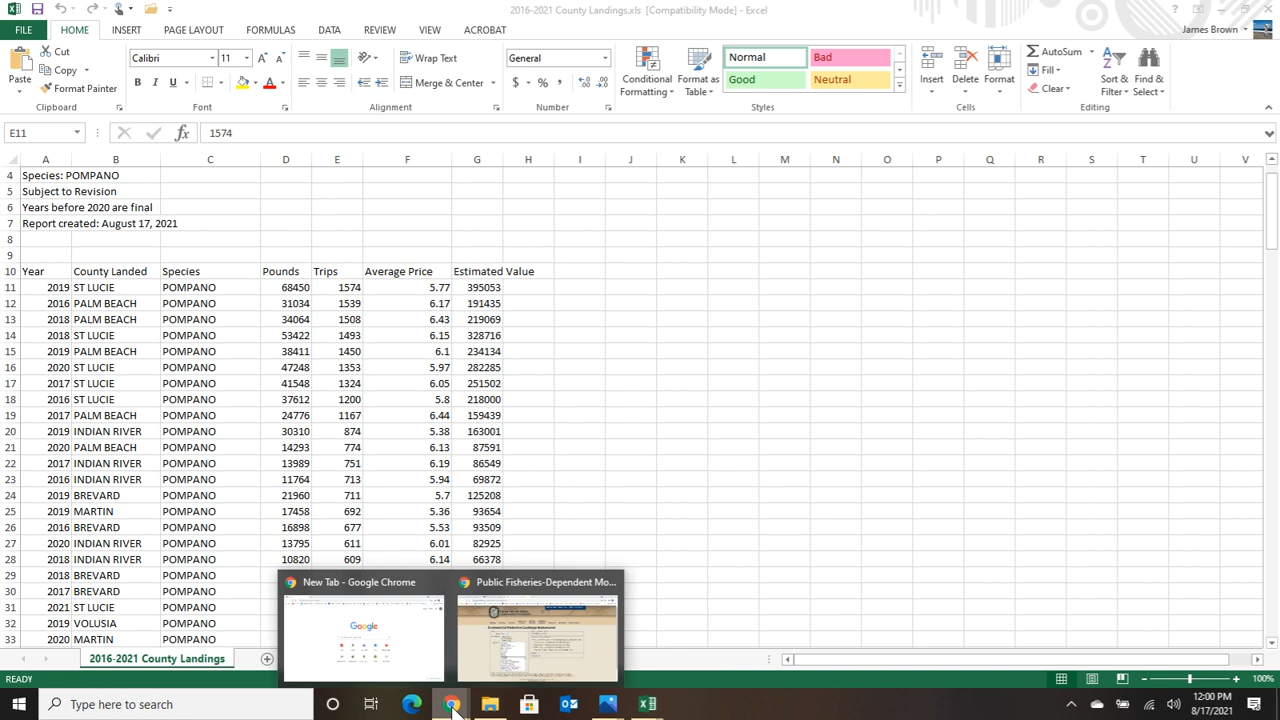 2016-2021 County Landings.xls [Compatibility Mode] - Excel
FILE HOME INSERT PAGE LAYOUT FORMULAS DATA REVIEW VIEW ACROBAT James Brown
Paste Cut Copy Format Painter Clipboard
Calibri 11 B I U A A A Font
Wrap Text Merge & Center Alignment
General $ % , Number
Conditional Formatting Format as Table Normal Bad Good Neutral Styles
Insert Delete Format Cells
AutoSum Fill Clear Sort & Filter Find & Select Editing
E11 fx 1574
A B C D E F G H I J K L M N O P Q R S T U V
4 Species: POMPANO
5 Subject to Revision
6 Years before 2020 are final
7 Report created: August 17, 2021
8
9
10 Year County Landed Species Pounds Trips Average Price Estimated Value
11 2019 ST LUCIE POMPANO 68450 1574 5.77 395053
12 2016 PALM BEACH POMPANO 31034 1539 6.17 191435
13 2018 PALM BEACH POMPANO 34064 1508 6.43 219069
14 2018 ST LUCIE POMPANO 53422 1493 6.15 328716
15 2019 PALM BEACH POMPANO 38411 1450 6.1 234134
16 2020 ST LUCIE POMPANO 47248 1353 5.97 282285
17 2017 ST LUCIE POMPANO 41548 1324 6.05 251502
18 2016 ST LUCIE POMPANO 37612 1200 5.8 218000
19 2017 PALM BEACH POMPANO 24776 1167 6.44 159439
20 2019 INDIAN RIVER POMPANO 30310 874 5.38 163001
21 2020 PALM BEACH POMPANO 14293 774 6.13 87591
22 2017 INDIAN RIVER POMPANO 13989 751 6.19 86549
23 2016 INDIAN RIVER POMPANO 11764 713 5.94 69872
24 2019 BREVARD POMPANO 21960 711 5.7 125208
25 2019 MARTIN POMPANO 17458 692 5.36 93654
26 2016 BREVARD POMPANO 16898 677 5.53 93509
27 2020 INDIAN RIVER POMPANO 13795 611 6.01 82925
28 2018 INDIAN RIVER POMPANO 10820 609 6.14 66378
29 2018 BREVARD POMPANO
30 2017 BREVARD POMPANO
31 2021 ST LUCIE POMPANO
32 2019 VOLUSIA POMPANO
33 2020 MARTIN POMPANO
New Tab - Google Chrome Public Fisheries-Dependent Mo...
Google
2016-2021 County Landings
READY 100%
Type here to search
12:00 PM
8/17/2021